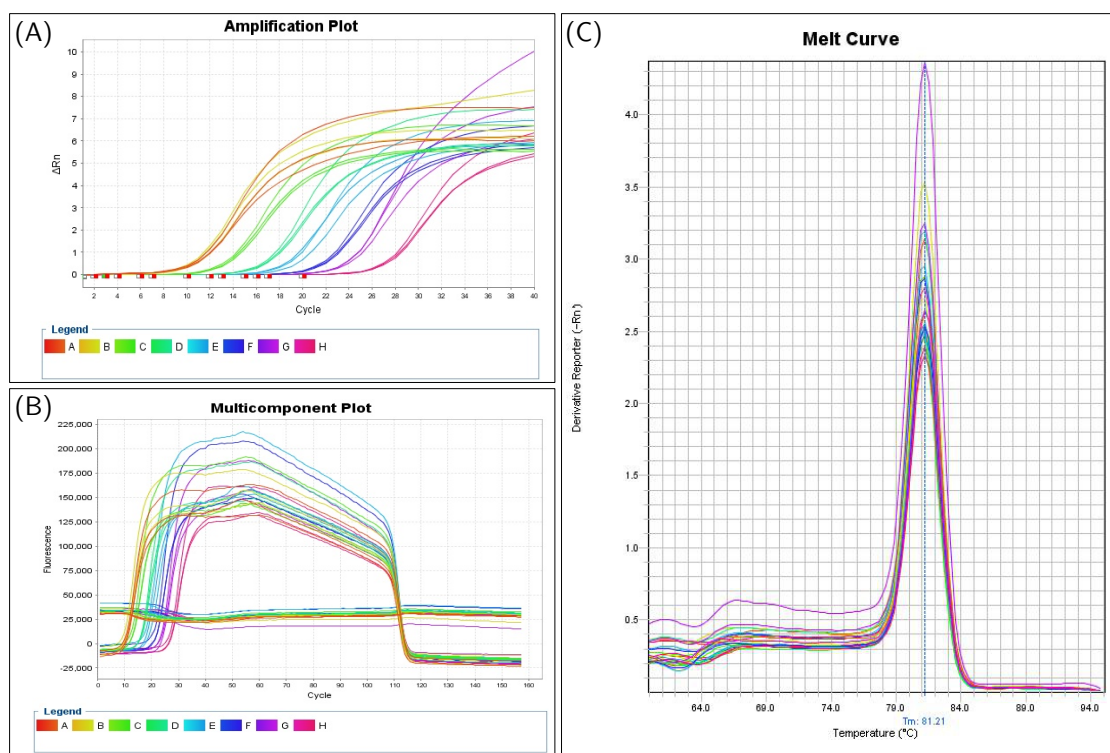 (A)
Amplification Plot
10
9
8
7
6
5
4
3
2
1
0
ΔRn
2 4 6 8 10 12 14 16 18 20 22 24 26 28 30 32 34 36 38 40
Cycle
Legend
A B C D E F G H
(B)
Multicomponent Plot
225,000
200,000
175,000
150,000
125,000
100,000
75,000
50,000
25,000
0
-25,000
Fluorescence
0 10 20 30 40 50 60 70 80 90 100 110 120 130 140 150 160
Cycle
Legend
A B C D E F G H
(C)
Melt Curve
4.0
3.5
3.0
2.5
2.0
1.5
1.0
0.5
Derivative Reporter (-Rn')
64.0 69.0 74.0 79.0 84.0 89.0 94.0
Tm: 81.21
Temperature (°C)